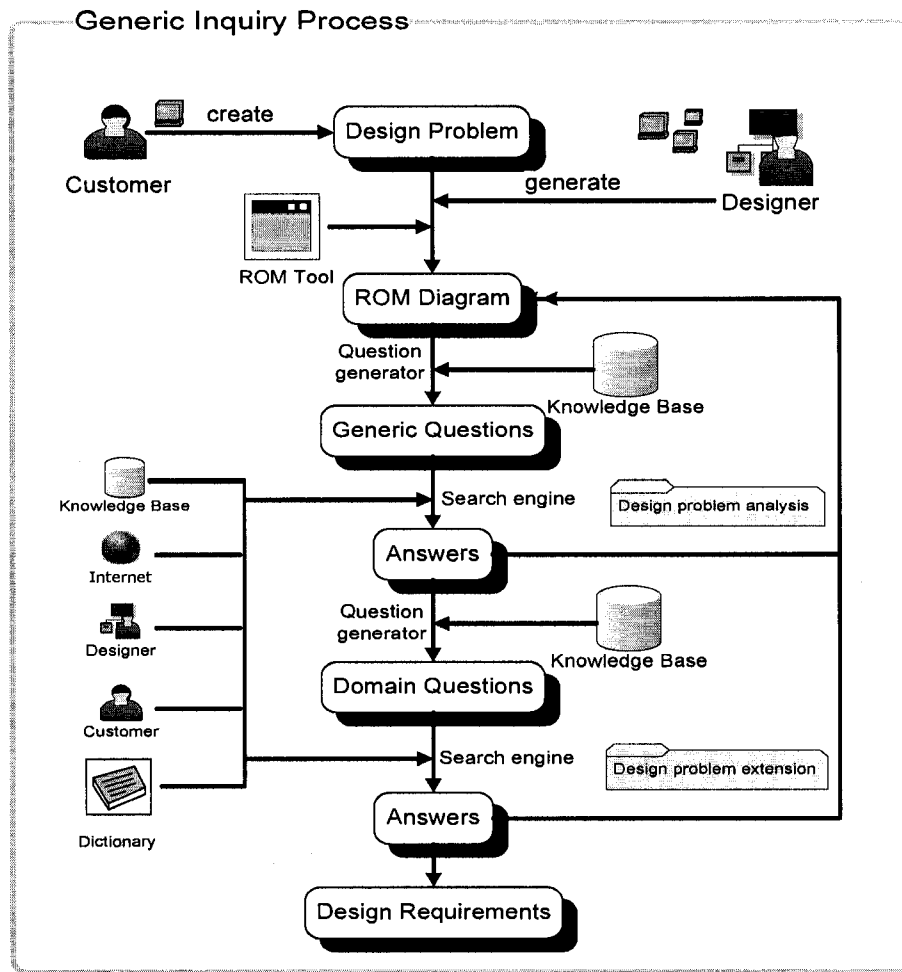 Generic Inquiry Process
create
Design Problem
Customer
generate
Designer
ROM Tool
ROM Diagram
Question
generator
Knowledge Base
Generic Questions
Knowledge Base
Search engine
Design problem analysis
Internet
Answers
Designer
Question
generator
Knowledge Base
Domain Questions
Customer
Search engine
Design problem extension
Dictionary
Answers
Design Requirements